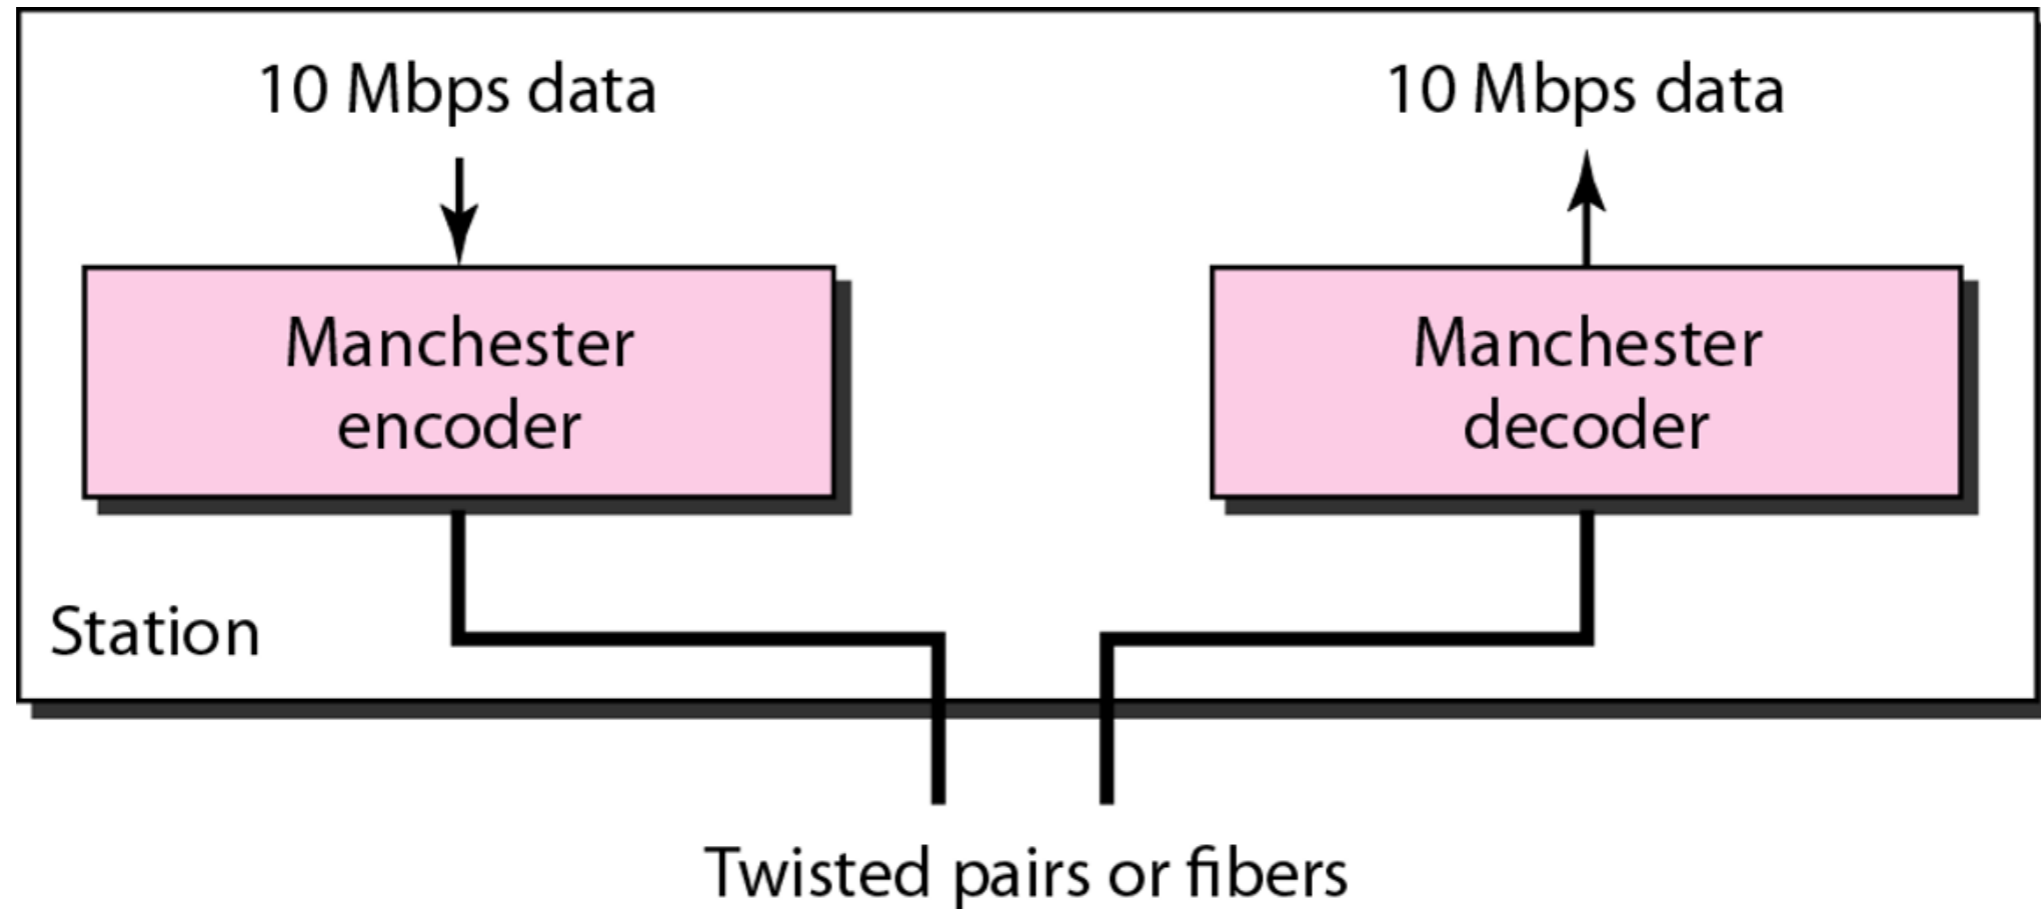 10 Mbps data
10 Mbps data
Manchester
encoder
Manchester
decoder
Station
Twisted pairs or fibers